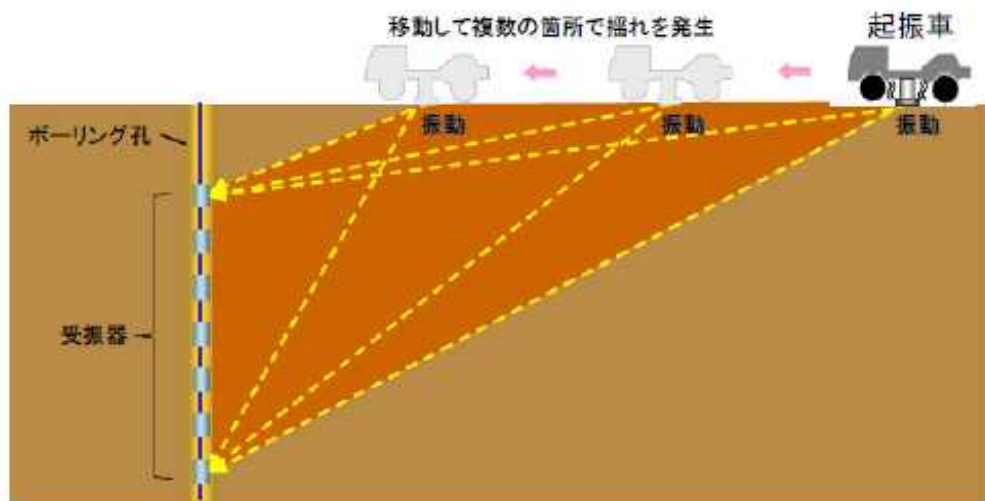 移動して複数の箇所で揺れを発生
起振車
振動
振動
振動
ボーリング孔
受振器